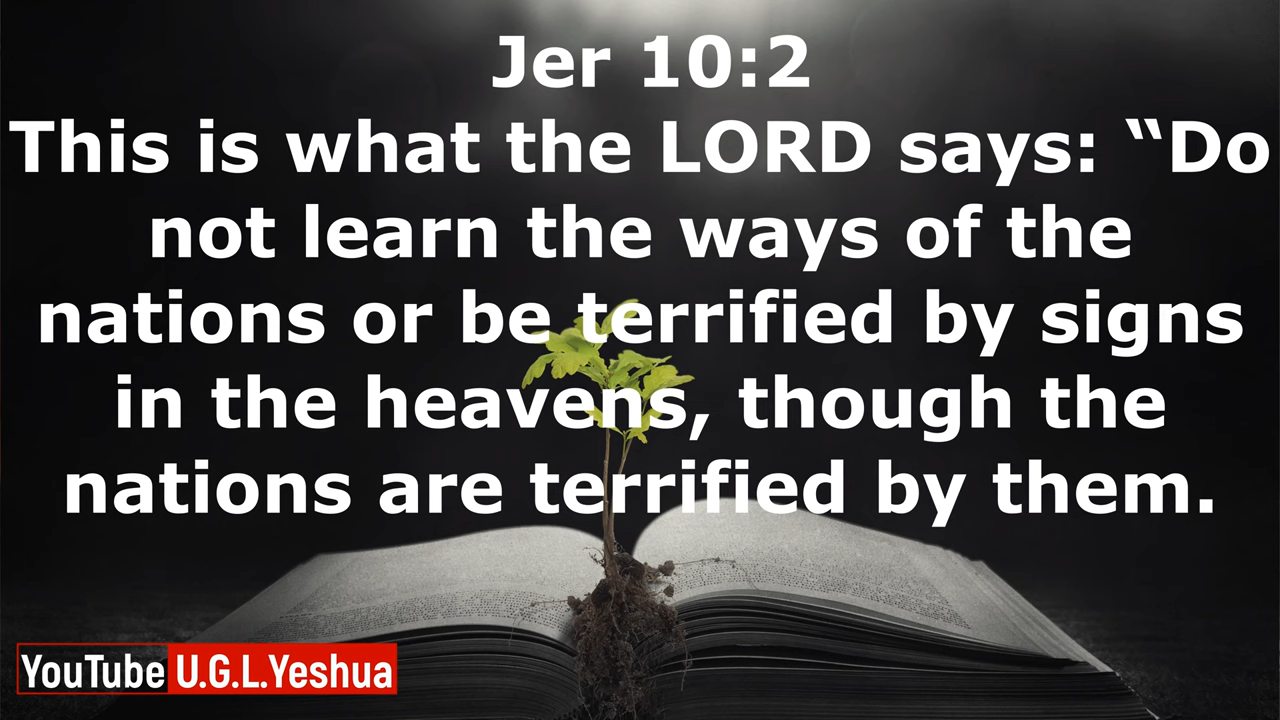 Jer 10:2
This is what the LORD says: “Do
not learn the ways of the
nations or be terrified by signs
in the heavens, though the
nations are terrified by them.
YouTube U.G.L.Yeshua